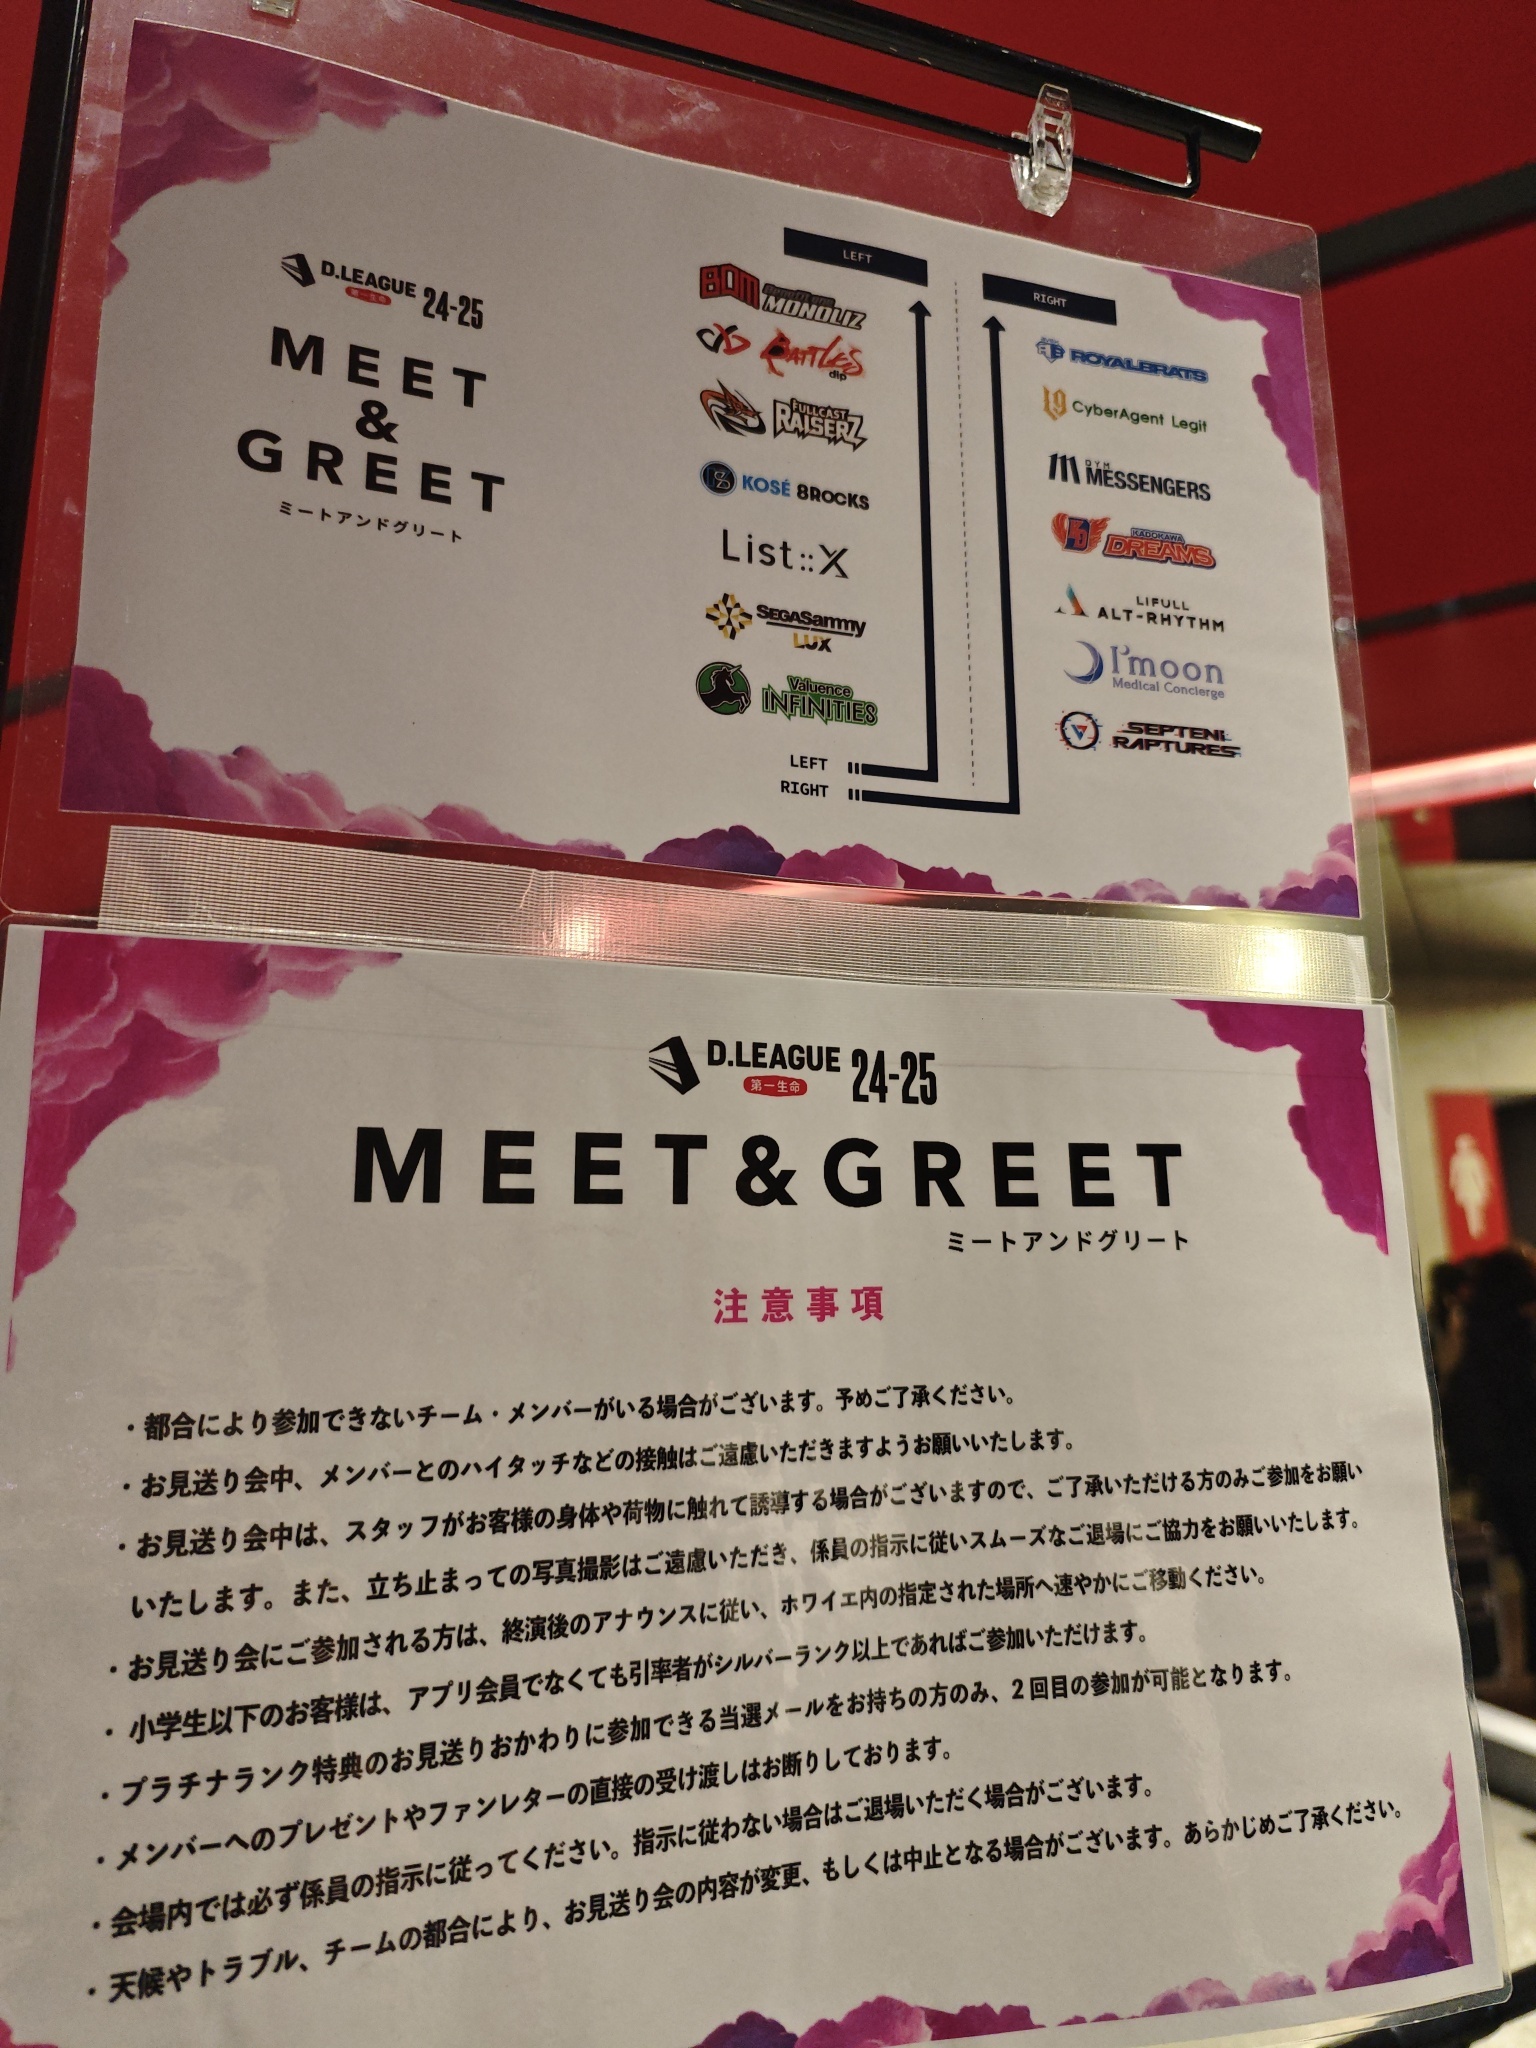 D.LEAGUE 24-25
第一生命
MEET
&
GREET
ミートアンドグリート
LEFT
BOM Benefit one MONOLIZ
dip BATTLES
FULLCAST RAISERZ
KOSÉ 8ROCKS
List::X
SEGASammy LUX
Valuence INFINITIES
LEFT
RIGHT
RIGHT
ROYALBRATS
CyberAgent Legit
DYM MESSENGERS
KADOKAWA DREAMS
LIFULL ALT-RHYTHM
I'moon
Medical Concierge
SEPTENI RAPTURES
D.LEAGUE 24-25
第一生命
MEET&GREET
ミートアンドグリート
注意事項
・都合により参加できないチーム・メンバーがいる場合がございます。予めご了承ください。
・お見送り会中、メンバーとのハイタッチなどの接触はご遠慮いただきますようお願いいたします。
・お見送り会中は、スタッフがお客様の身体や荷物に触れて誘導する場合がございますので、ご了承いただける方のみご参加をお願い
いたします。また、立ち止まっての写真撮影はご遠慮いただき、係員の指示に従いスムーズなご退場にご協力をお願いいたします。
・お見送り会にご参加される方は、終演後のアナウンスに従い、ホワイエ内の指定された場所へ速やかにご移動ください。
・小学生以下のお客様は、アプリ会員でなくても引率者がシルバーランク以上であればご参加いただけます。
・プラチナランク特典のお見送りおかわりに参加できる当選メールをお持ちの方のみ、2回目の参加が可能となります。
・メンバーへのプレゼントやファンレターの直接の受け渡しはお断りしております。
・会場内では必ず係員の指示に従ってください。指示に従わない場合はご退場いただく場合がございます。
・天候やトラブル、チームの都合により、お見送り会の内容が変更、もしくは中止となる場合がございます。あらかじめご了承ください。